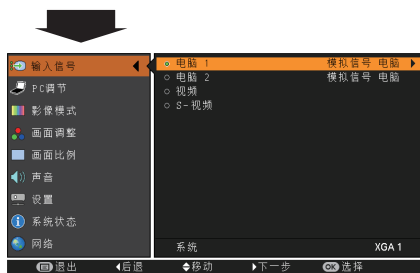 输入信号
PC调节
影像模式
画面调整
画面比例
声音
设置
系统状态
网络
电脑 1 模拟信号 电脑
电脑 2 模拟信号 电脑
视频
S-视频
系统 XGA 1
退出 后退 移动 下一步 OK 选择